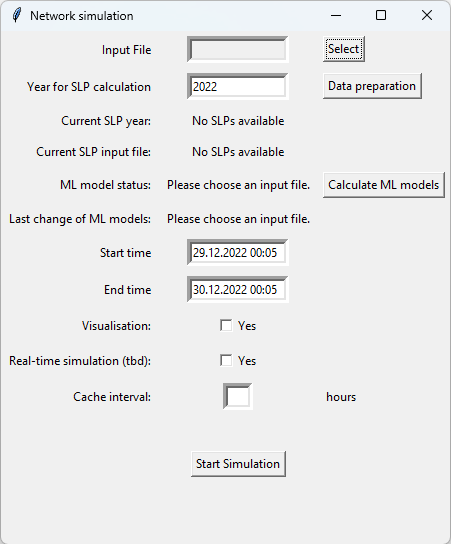 Network simulation
Input File Select
Year for SLP calculation 2022 Data preparation
Current SLP year: No SLPs available
Current SLP input file: No SLPs available
ML model status: Please choose an input file. Calculate ML models
Last change of ML models: Please choose an input file.
Start time 29.12.2022 00:05
End time 30.12.2022 00:05
Visualisation: Yes
Real-time simulation (tbd): Yes
Cache interval: hours
Start Simulation